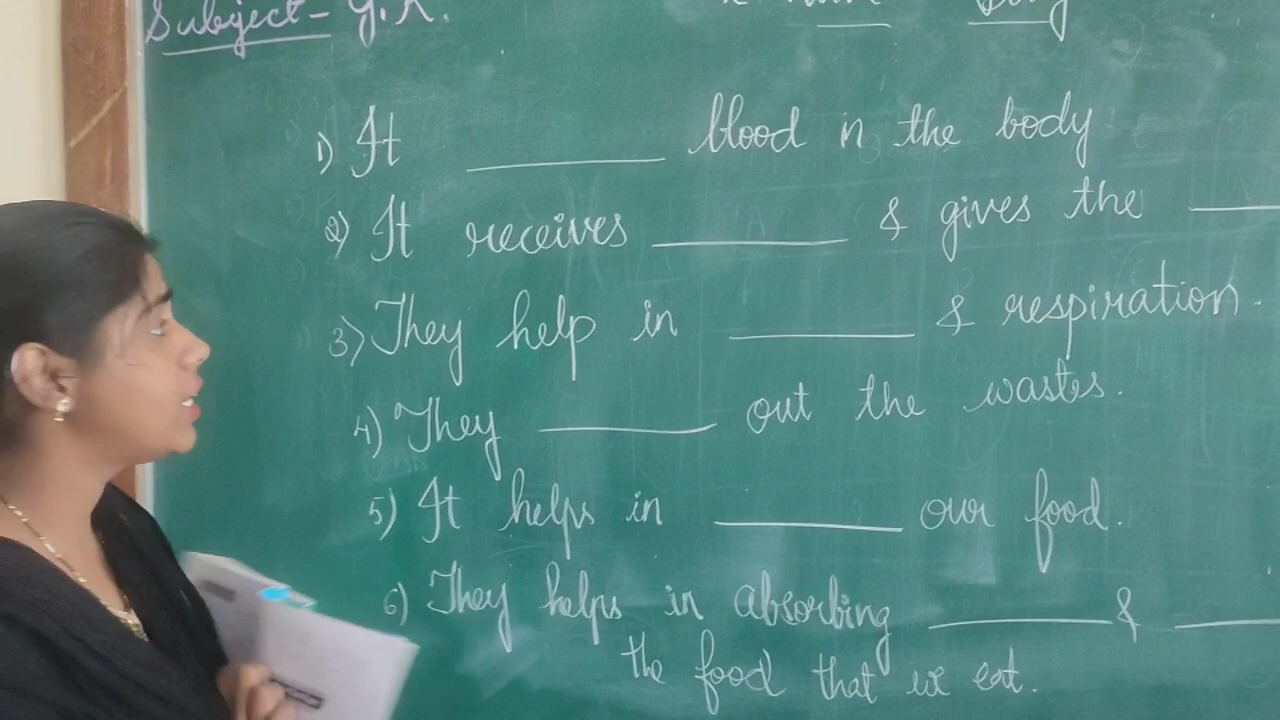 Subject- G.K.
1) It ______ blood in the body
2) It receives ______ & gives the ______
3) They help in ______ & respiration.
4) They ______ out the wastes.
5) It helps in ______ our food.
6) They helps in absorbing ______ & ______
the food that we eat.